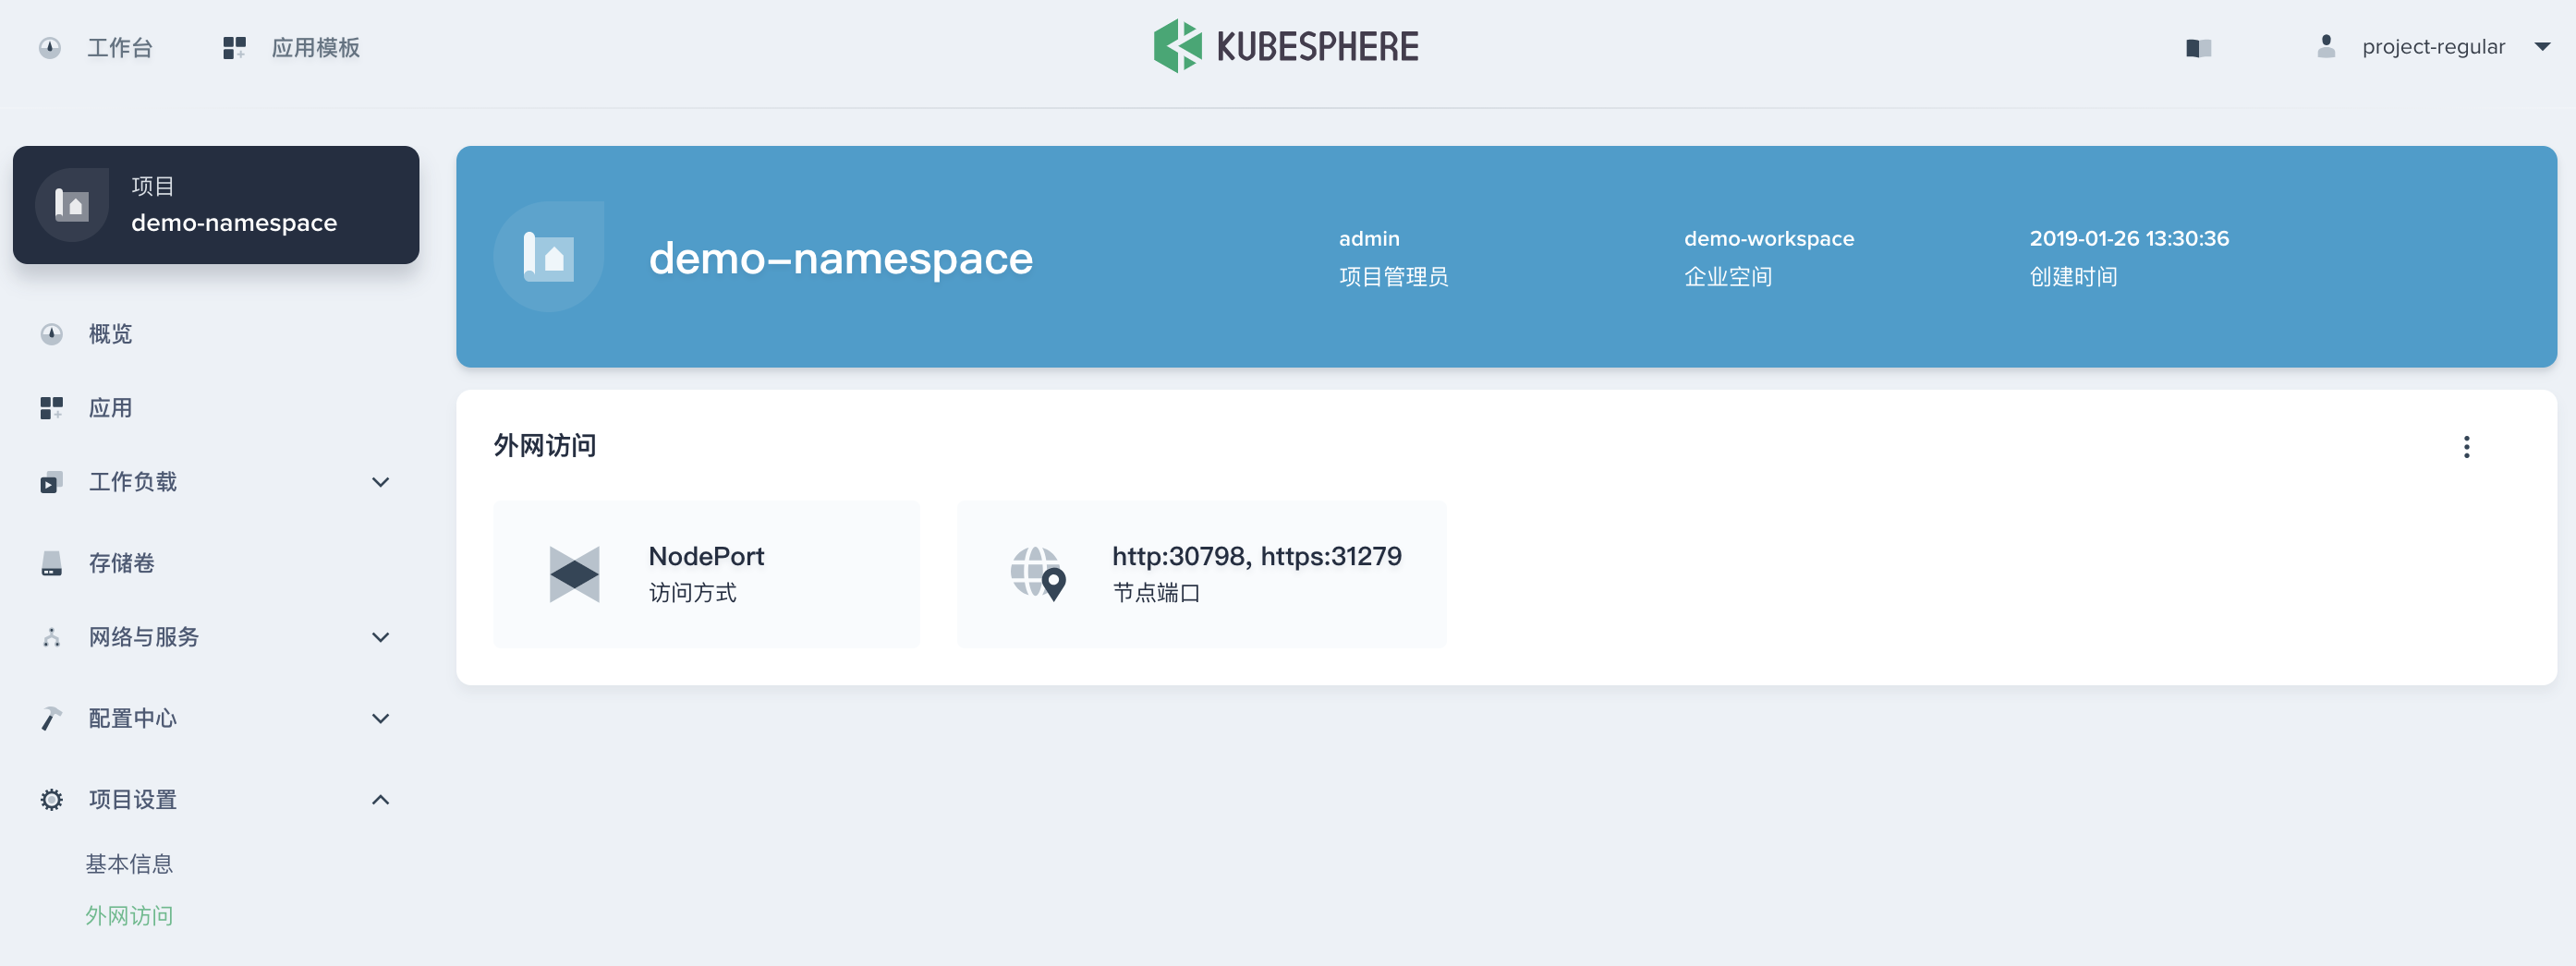 工作台
应用模板
KUBESPHERE
project-regular
项目
demo-namespace
概览
应用
工作负载
存储卷
网络与服务
配置中心
项目设置
基本信息
外网访问
demo-namespace
admin
项目管理员
demo-workspace
企业空间
2019-01-26 13:30:36
创建时间
外网访问
NodePort
访问方式
http:30798, https:31279
节点端口